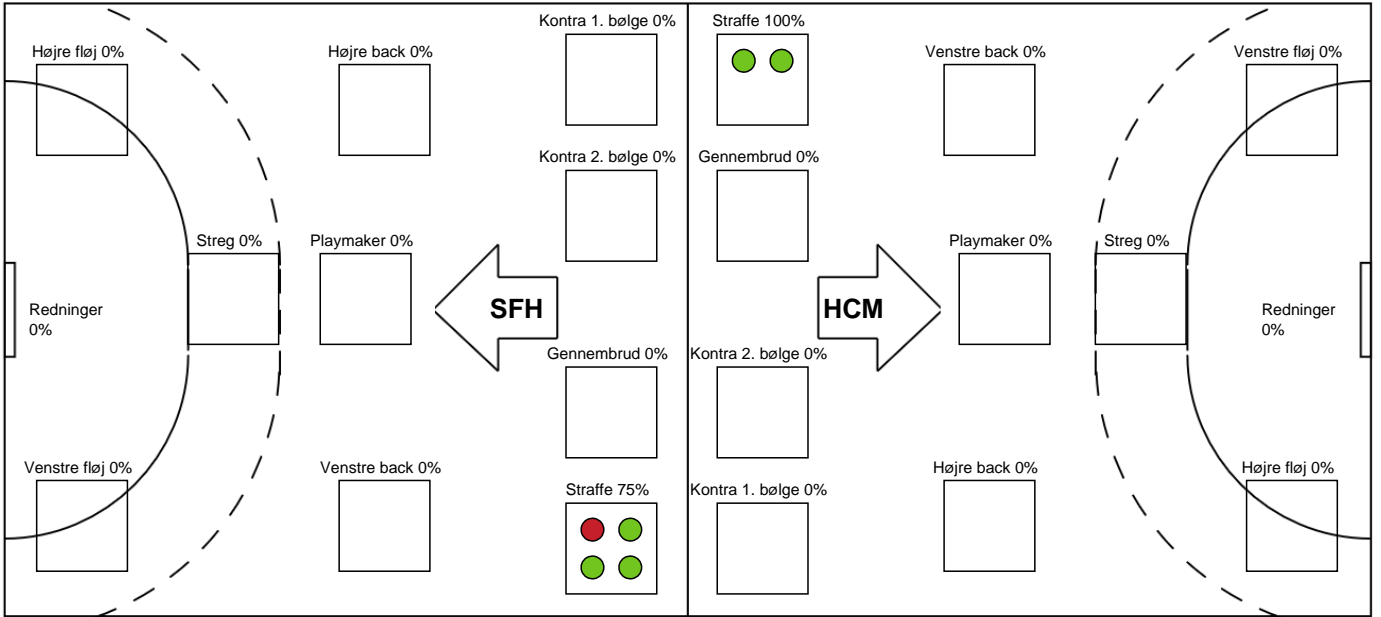 Kontra 1. bølge 0%
Straffe 100%
Højre fløj 0%
Højre back 0%
Venstre back 0%
Venstre fløj 0%
Kontra 2. bølge 0%
Gennembrud 0%
Streg 0%
Playmaker 0%
Playmaker 0%
Streg 0%
SFH
HCM
Redninger
0%
Redninger
0%
Gennembrud 0%
Kontra 2. bølge 0%
Venstre fløj 0%
Venstre back 0%
Højre back 0%
Højre fløj 0%
Straffe 75%
Kontra 1. bølge 0%